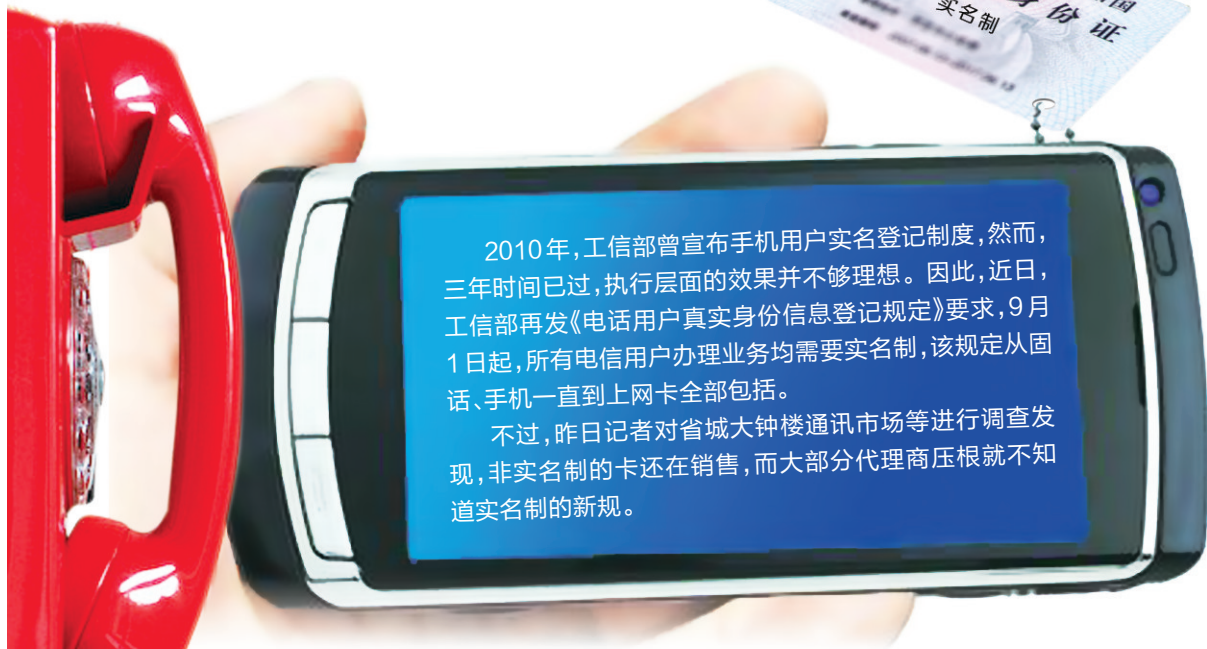 国
份证
实名制
2010年,工信部曾宣布手机用户实名登记制度,然而,
三年时间已过,执行层面的效果并不够理想。因此,近日,
工信部再发《电话用户真实身份信息登记规定》要求,9月
1日起,所有电信用户办理业务均需要实名制,该规定从固
话、手机一直到上网卡全部包括。
不过,昨日记者对省城大钟楼通讯市场等进行调查发
现,非实名制的卡还在销售,而大部分代理商压根就不知
道实名制的新规。